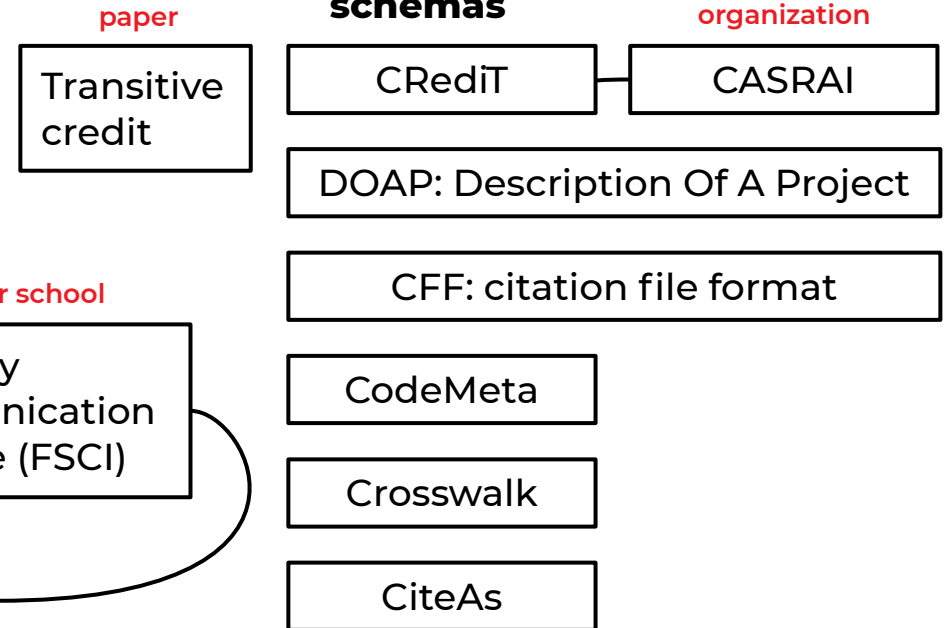 paper
schemas
organization
Transitive
credit
CRediT
CASRAI
DOAP: Description Of A Project
CFF: citation file format
r school
y
nication
e (FSCI)
CodeMeta
Crosswalk
CiteAs